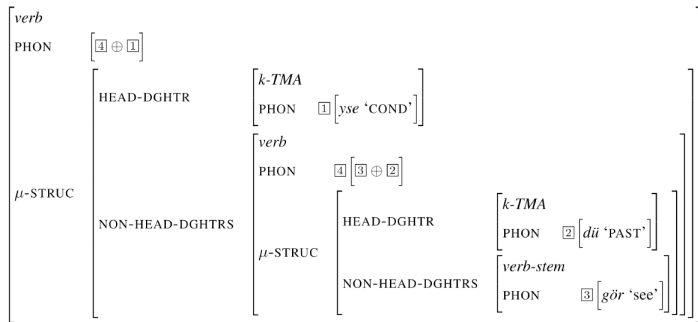 verb
PHON [4 ⊕ 1]
k-TMA
HEAD-DGHTR
PHON 1 [yse ‘COND’]
verb
PHON 4 [3 ⊕ 2]
k-TMA
μ-STRUC
HEAD-DGHTR
PHON 2 [dü ‘PAST’]
NON-HEAD-DGHTRS
μ-STRUC
verb-stem
NON-HEAD-DGHTRS
PHON 3 [gör ‘see’]